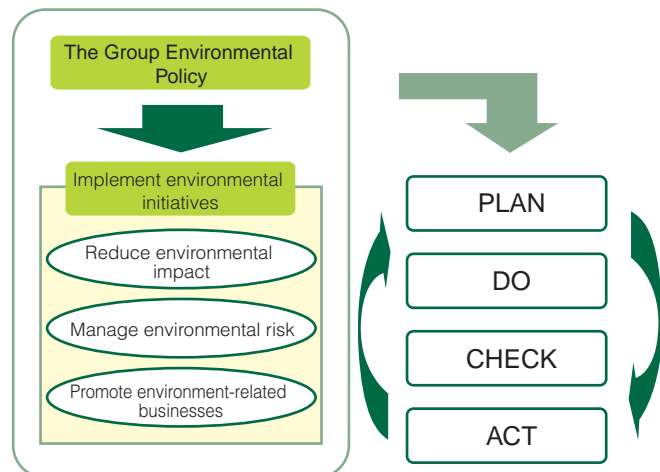 The Group Environmental
Policy
Implement environmental
initiatives
Reduce environmental
impact
Manage environmental risk
Promote environment-related
businesses
PLAN
DO
CHECK
ACT